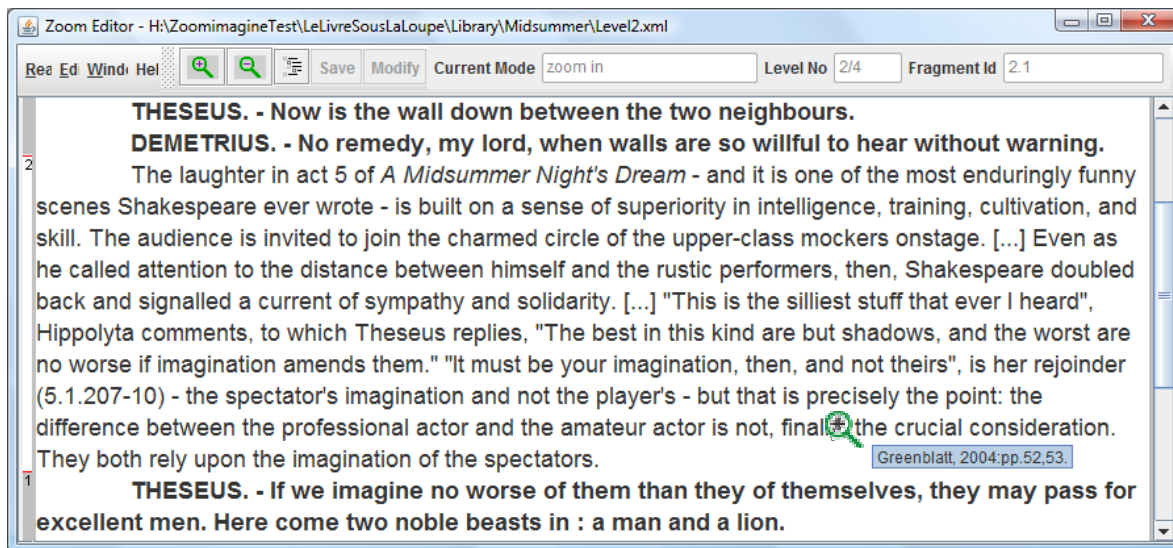 Zoom Editor - H:\ZoomimagineTest\LeLivreSousLaLoupe\Library\Midsummer\Level2.xml
Rea Edi Winde Hel Save Modify Current Mode zoom in Level No 2/4 Fragment Id 2.1
THESEUS. - Now is the wall down between the two neighbours.
DEMETRIUS. - No remedy, my lord, when walls are so willful to hear without warning.
2
The laughter in act 5 of A Midsummer Night's Dream - and it is one of the most enduringly funny
scenes Shakespeare ever wrote - is built on a sense of superiority in intelligence, training, cultivation, and
skill. The audience is invited to join the charmed circle of the upper-class mockers onstage. [...] Even as
he called attention to the distance between himself and the rustic performers, then, Shakespeare doubled
back and signalled a current of sympathy and solidarity. [...] "This is the silliest stuff that ever I heard",
Hippolyta comments, to which Theseus replies, "The best in this kind are but shadows, and the worst are
no worse if imagination amends them." "It must be your imagination, then, and not theirs", is her rejoinder
(5.1.207-10) - the spectator's imagination and not the player's - but that is precisely the point: the
difference between the professional actor and the amateur actor is not, final the crucial consideration.
They both rely upon the imagination of the spectators.
Greenblatt, 2004:pp.52,53.
1
THESEUS. - If we imagine no worse of them than they of themselves, they may pass for
excellent men. Here come two noble beasts in : a man and a lion.